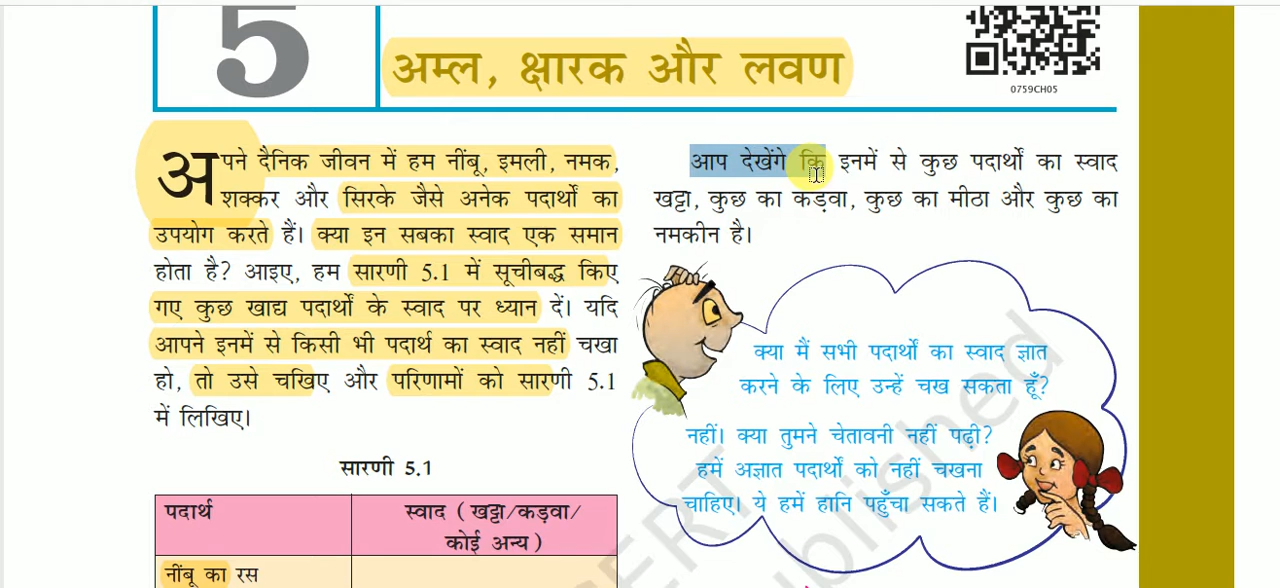 5
अम्ल, क्षारक और लवण
0759CH05
अपने दैनिक जीवन में हम नींबू, इमली, नमक,
शक्कर और सिरके जैसे अनेक पदार्थों का
उपयोग करते हैं। क्या इन सबका स्वाद एक समान
होता है? आइए, हम सारणी 5.1 में सूचीबद्ध किए
गए कुछ खाद्य पदार्थों के स्वाद पर ध्यान दें। यदि
आपने इनमें से किसी भी पदार्थ का स्वाद नहीं चखा
हो, तो उसे चखिए और परिणामों को सारणी 5.1
में लिखिए।
सारणी 5.1
पदार्थ स्वाद (खट्टा/कड़वा/
कोई अन्य)
नींबू का रस
आप देखेंगे कि इनमें से कुछ पदार्थों का स्वाद
खट्टा, कुछ का कड़वा, कुछ का मीठा और कुछ का
नमकीन है।
क्या मैं सभी पदार्थों का स्वाद ज्ञात
करने के लिए उन्हें चख सकता हूँ?
नहीं। क्या तुमने चेतावनी नहीं पढ़ी?
हमें अज्ञात पदार्थों को नहीं चखना
चाहिए। ये हमें हानि पहुँचा सकते हैं।